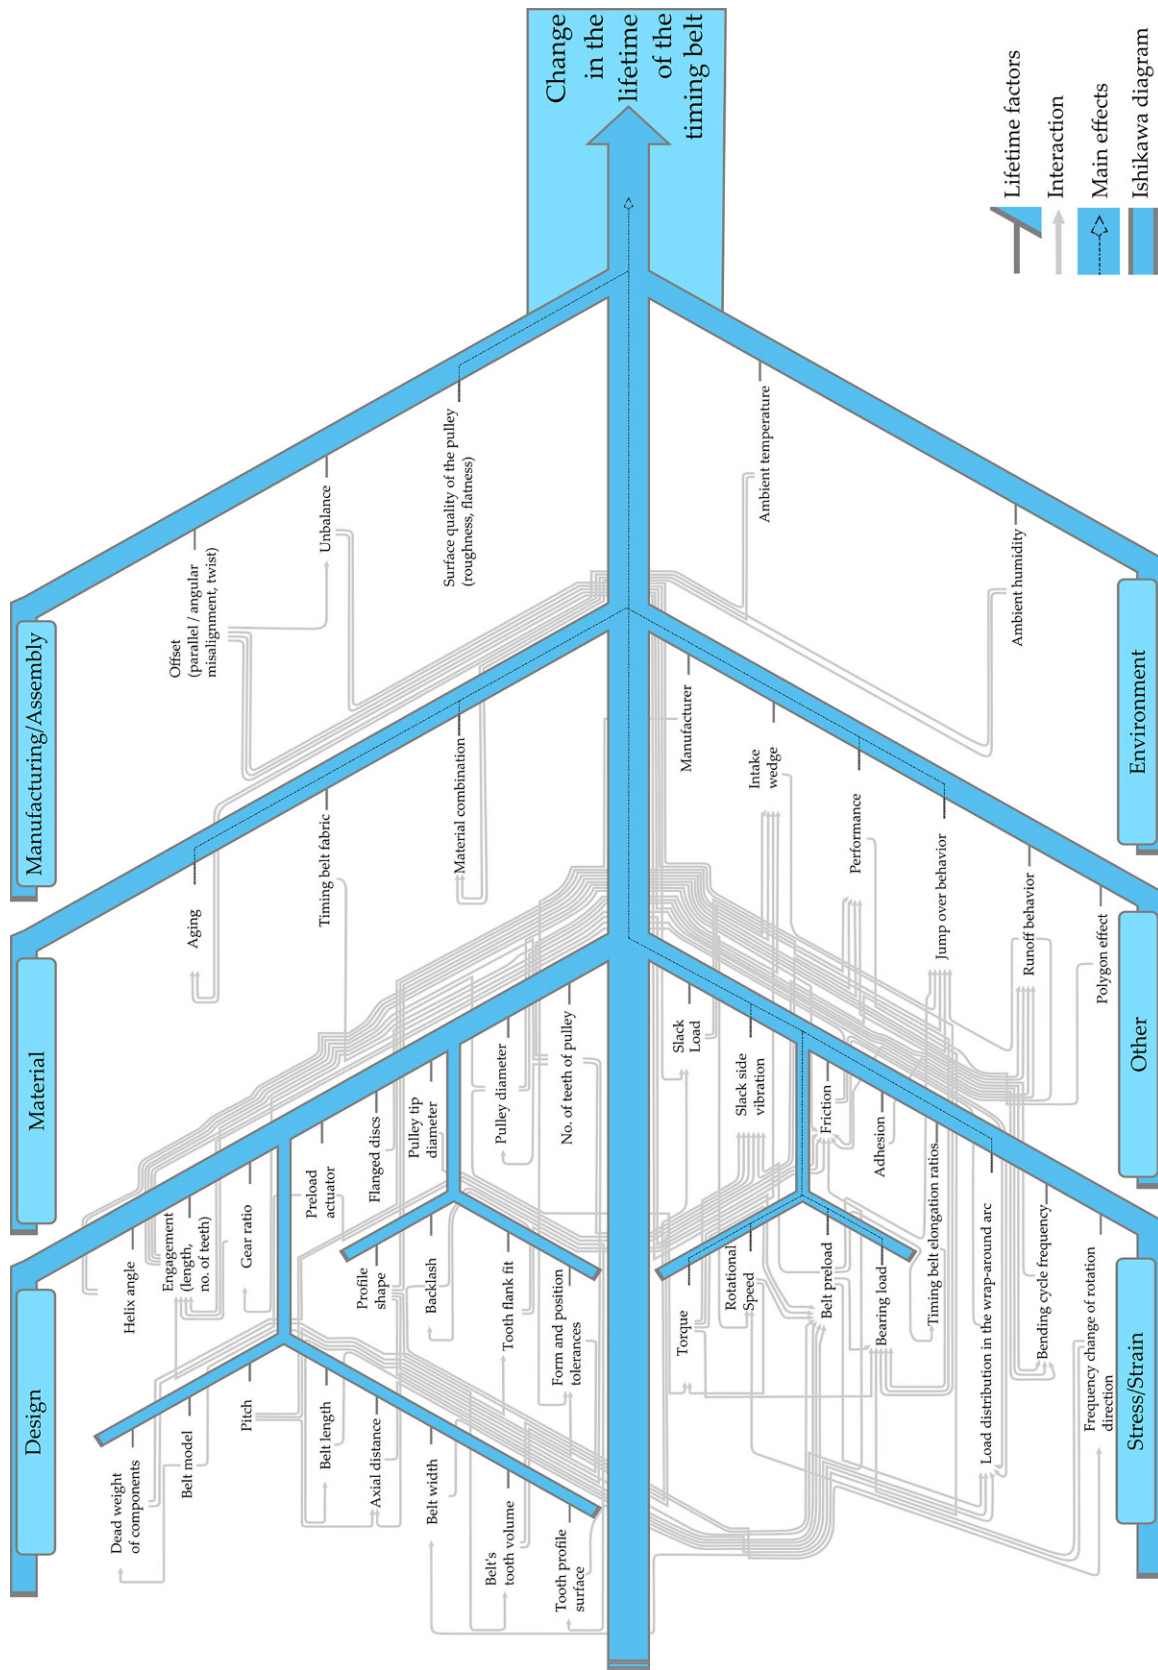 Change
in the
lifetime
of the
timing belt
Lifetime factors
Interaction
Main effects
Ishikawa diagram
Manufacturing/Assembly
Offset
(parallel / angular
misalignment, twist)
Unbalance
Surface quality of the pulley
(roughness, flatness)
Material
Aging
Timing belt fabric
Material combination
Design
Helix angle
Engagement
(length,
no. of teeth)
Gear ratio
Preload
actuator
Flanged discs
Pulley tip
diameter
Pulley diameter
No. of teeth of pulley
Profile
shape
Backlash
Tooth flank fit
Form and position
tolerances
Dead weight
of components
Belt model
Pitch
Belt length
Axial distance
Belt width
Belt's
tooth volume
Tooth profile
surface
Environment
Ambient temperature
Ambient humidity
Other
Manufacturer
Intake
wedge
Performance
Jump over behavior
Runoff behavior
Polygon effect
Stress/Strain
Slack
Load
Slack side
vibration
Friction
Adhesion
Timing belt elongation ratios
Load distribution in the wrap-around arc
Bending cycle frequency
Frequency change of rotation
direction
Torque
Rotational
Speed
Belt preload
Bearing load